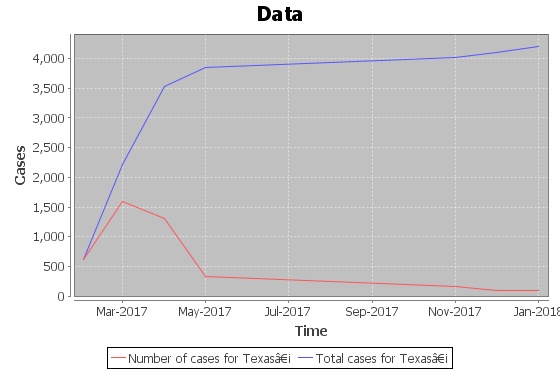 Data
4,000
3,500
3,000
2,500
2,000
1,500
1,000
500
0
Cases
Mar-2017 May-2017 Jul-2017 Sep-2017 Nov-2017 Jan-2018
Time
Number of cases for Texasâ€i Total cases for Texasâ€i